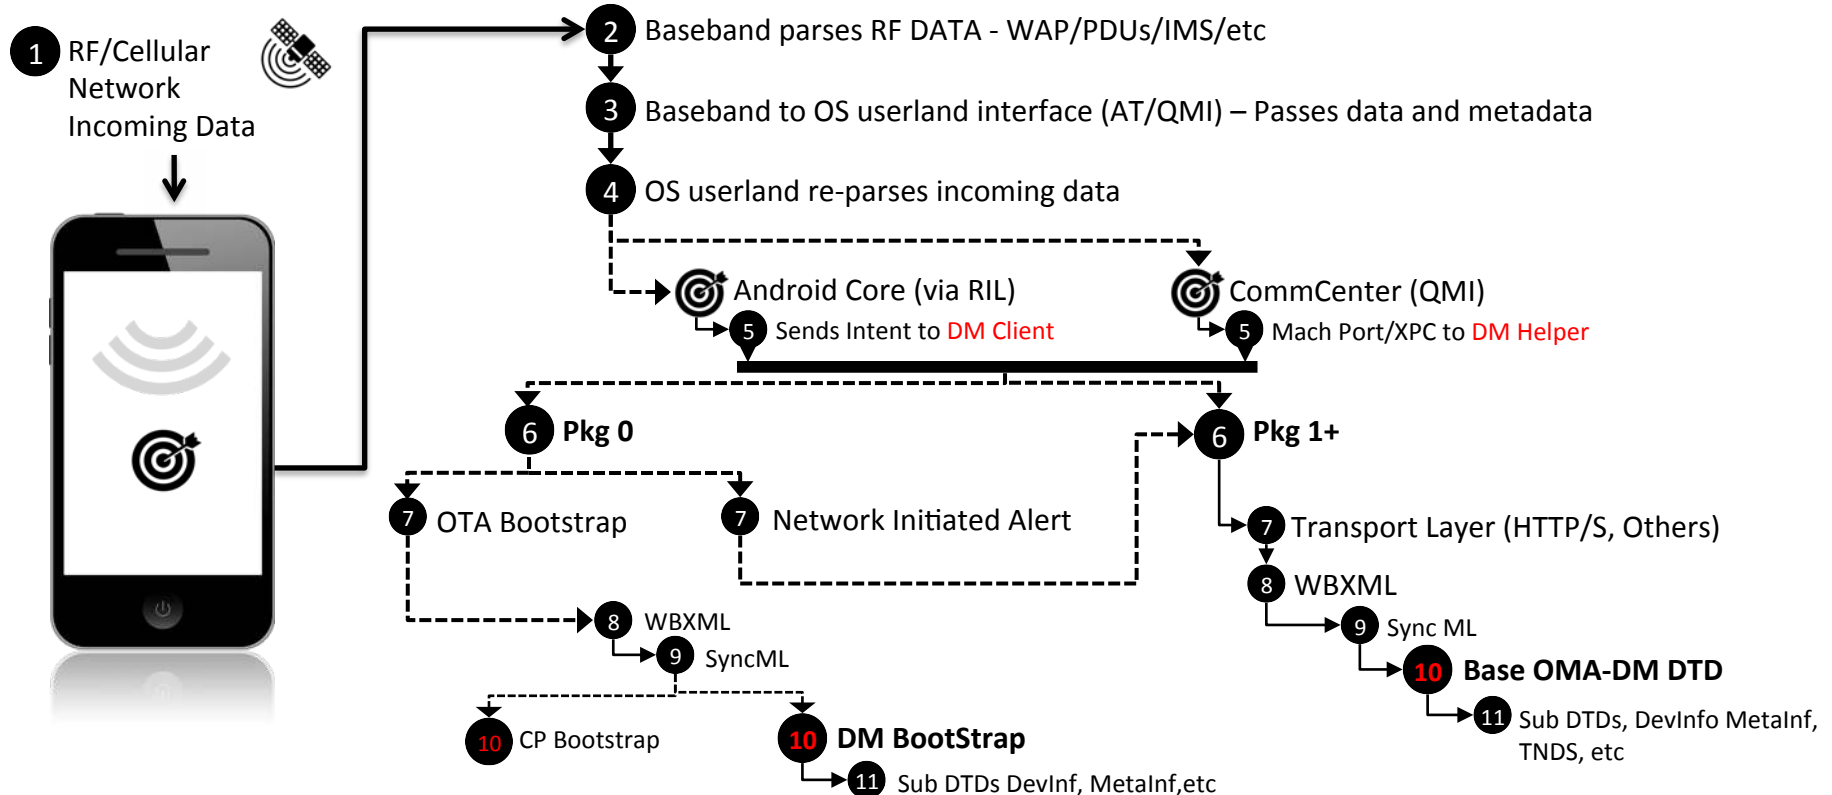 1 RF/Cellular
Network
Incoming Data
2 Baseband parses RF DATA - WAP/PDUs/IMS/etc
3 Baseband to OS userland interface (AT/QMI) – Passes data and metadata
4 OS userland re-parses incoming data
Android Core (via RIL)
5 Sends Intent to DM Client
CommCenter (QMI)
5 Mach Port/XPC to DM Helper
6 Pkg 0
6 Pkg 1+
7 OTA Bootstrap
7 Network Initiated Alert
7 Transport Layer (HTTP/S, Others)
8 WBXML
9 Sync ML
10 Base OMA-DM DTD
11 Sub DTDs, DevInfo MetaInf,
TNDS, etc
8 WBXML
9 SyncML
10 CP Bootstrap
10 DM BootStrap
11 Sub DTDs DevInf, MetaInf,etc